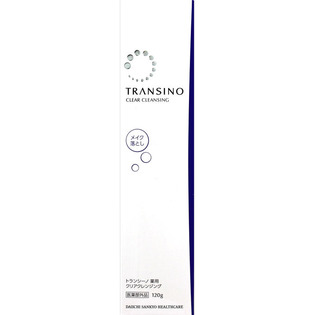 TRANSINO
CLEAR CLEANSING
メイク
落とし
トランシーノ 薬用
クリアクレンジング
医薬部外品 120g
DAIICHI SANKYO HEALTHCARE